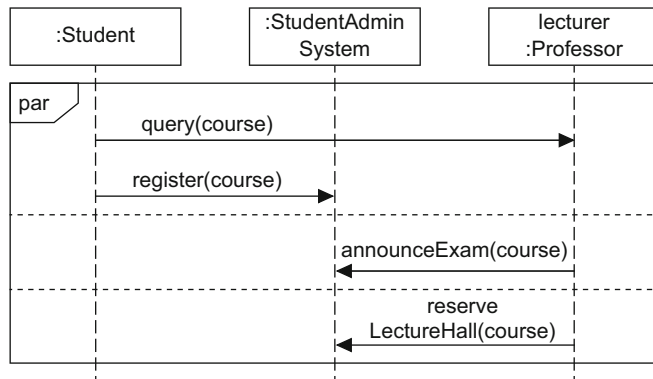 :Student
:StudentAdmin
System
lecturer
:Professor
par
query(course)
register(course)
announceExam(course)
reserve
LectureHall(course)